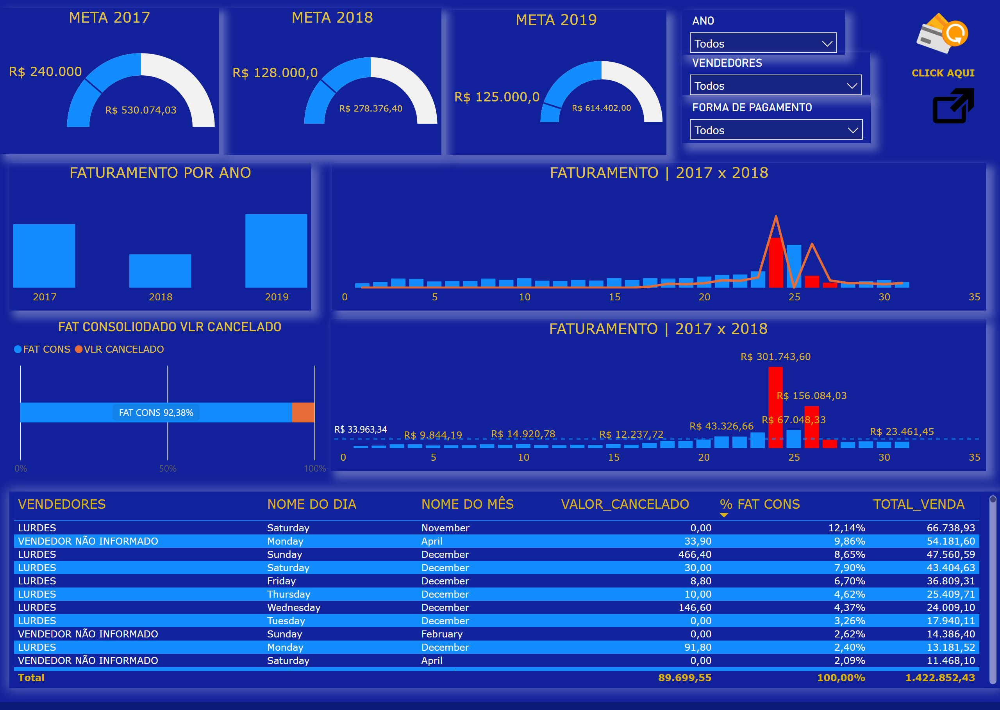 META 2017
R$ 240.000
R$ 530.074,03
META 2018
R$ 128.000,0
R$ 278.376,40
META 2019
R$ 125.000,0
R$ 614.402,00
ANO
Todos
VENDEDORES
Todos
FORMA DE PAGAMENTO
Todos
CLICK AQUI
FATURAMENTO POR ANO
2017 2018 2019
FATURAMENTO | 2017 x 2018
0 5 10 15 20 25 30 35
FAT CONSOLIODADO VLR CANCELADO
FAT CONS VLR CANCELADO
FAT CONS 92,38%
0% 50% 100%
FATURAMENTO | 2017 x 2018
R$ 301.743,60
R$ 156.084,03
R$ 67.048,33
R$ 33.963,34
R$ 9.844,19
R$ 14.920,78
R$ 12.237,72
R$ 43.326,66
R$ 23.461,45
0 5 10 15 20 25 30 35
VENDEDORES NOME DO DIA NOME DO MÊS VALOR_CANCELADO % FAT CONS TOTAL_VENDA
LURDES Saturday November 0,00 12,14% 66.738,93
VENDEDOR NÃO INFORMADO Monday April 33,90 9,86% 54.181,60
LURDES Sunday December 466,40 8,65% 47.560,59
LURDES Saturday December 30,00 7,90% 43.404,63
LURDES Friday December 8,80 6,70% 36.809,31
LURDES Thursday December 10,00 4,62% 25.409,71
LURDES Wednesday December 146,60 4,37% 24.009,10
LURDES Tuesday December 0,00 3,26% 17.940,11
VENDEDOR NÃO INFORMADO Sunday February 0,00 2,62% 14.386,40
LURDES Monday December 91,80 2,40% 13.181,52
VENDEDOR NÃO INFORMADO Saturday April 0,00 2,09% 11.468,10
Total 89.699,55 100,00% 1.422.852,43